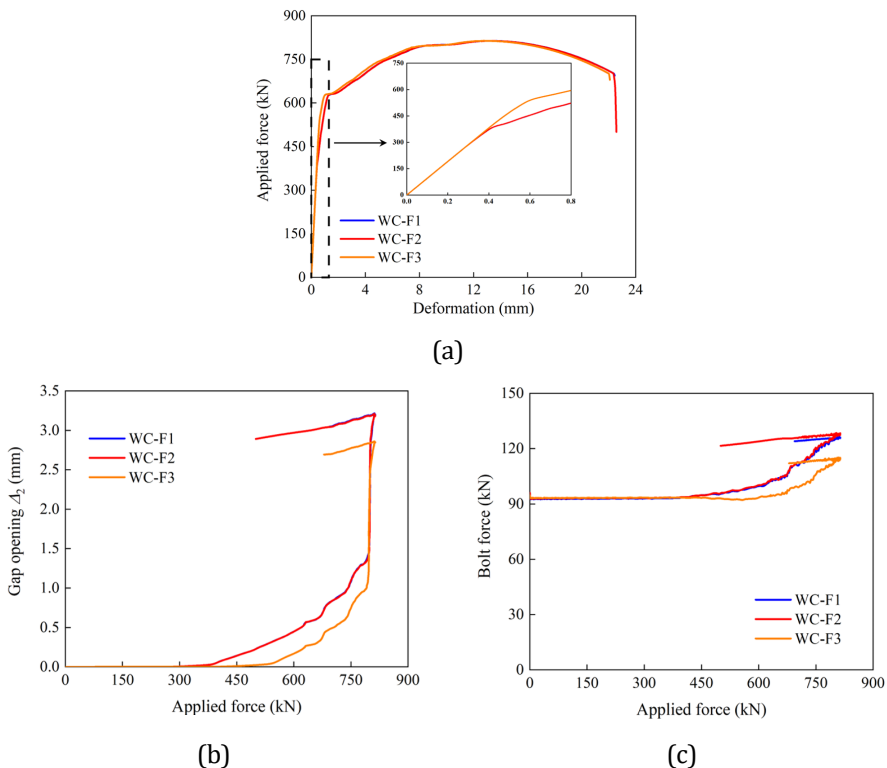 900
750
600
450
300
150
0
Applied force (kN)
750
600
450
300
150
0
0.0 0.2 0.4 0.6 0.8
WC-F1
WC-F2
WC-F3
0 4 8 12 16 20 24
Deformation (mm)
(a)
3.5
3.0
2.5
2.0
1.5
1.0
0.5
0.0
Gap opening Δ2 (mm)
WC-F1
WC-F2
WC-F3
0 150 300 450 600 750 900
Applied force (kN)
(b)
150
120
90
60
30
0
Bolt force (kN)
WC-F1
WC-F2
WC-F3
0 150 300 450 600 750 900
Applied force (kN)
(c)